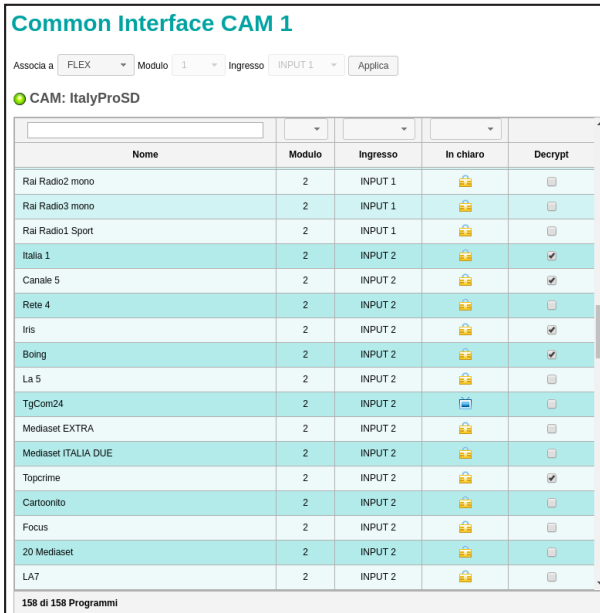 Common Interface CAM 1
Associa a FLEX Modulo 1 Ingresso INPUT 1 Applica
CAM: ItalyProSD
Nome Modulo Ingresso In chiaro Decrypt
Rai Radio2 mono 2 INPUT 1
Rai Radio3 mono 2 INPUT 1
Rai Radio1 Sport 2 INPUT 1
Italia 1 2 INPUT 2
Canale 5 2 INPUT 2
Rete 4 2 INPUT 2
Iris 2 INPUT 2
Boing 2 INPUT 2
La 5 2 INPUT 2
TgCom24 2 INPUT 2
Mediaset EXTRA 2 INPUT 2
Mediaset ITALIA DUE 2 INPUT 2
Topcrime 2 INPUT 2
Cartoonito 2 INPUT 2
Focus 2 INPUT 2
20 Mediaset 2 INPUT 2
LA7 2 INPUT 2
158 di 158 Programmi